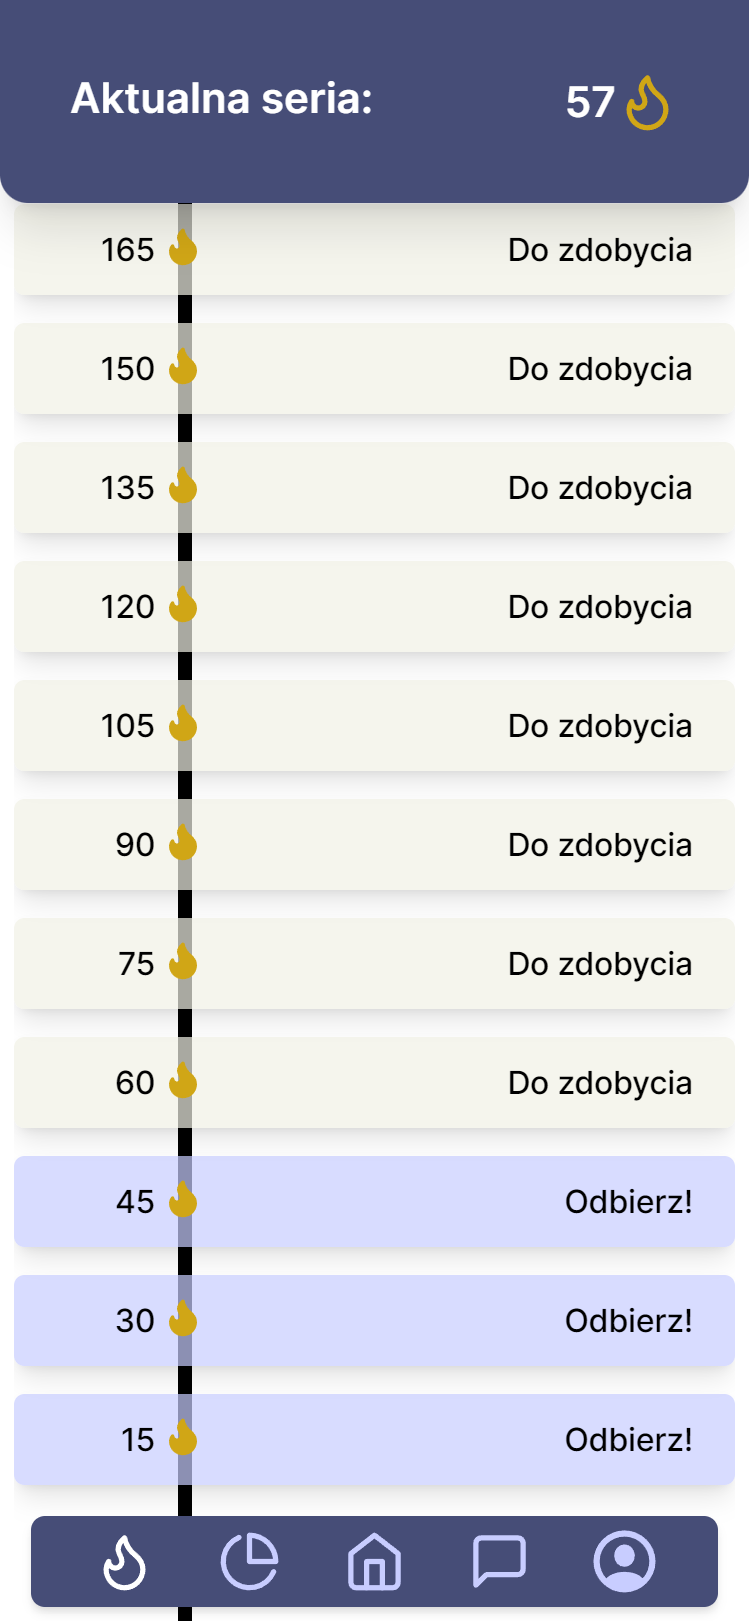 Aktualna seria: 57
165 Do zdobycia
150 Do zdobycia
135 Do zdobycia
120 Do zdobycia
105 Do zdobycia
90 Do zdobycia
75 Do zdobycia
60 Do zdobycia
45 Odbierz!
30 Odbierz!
15 Odbierz!